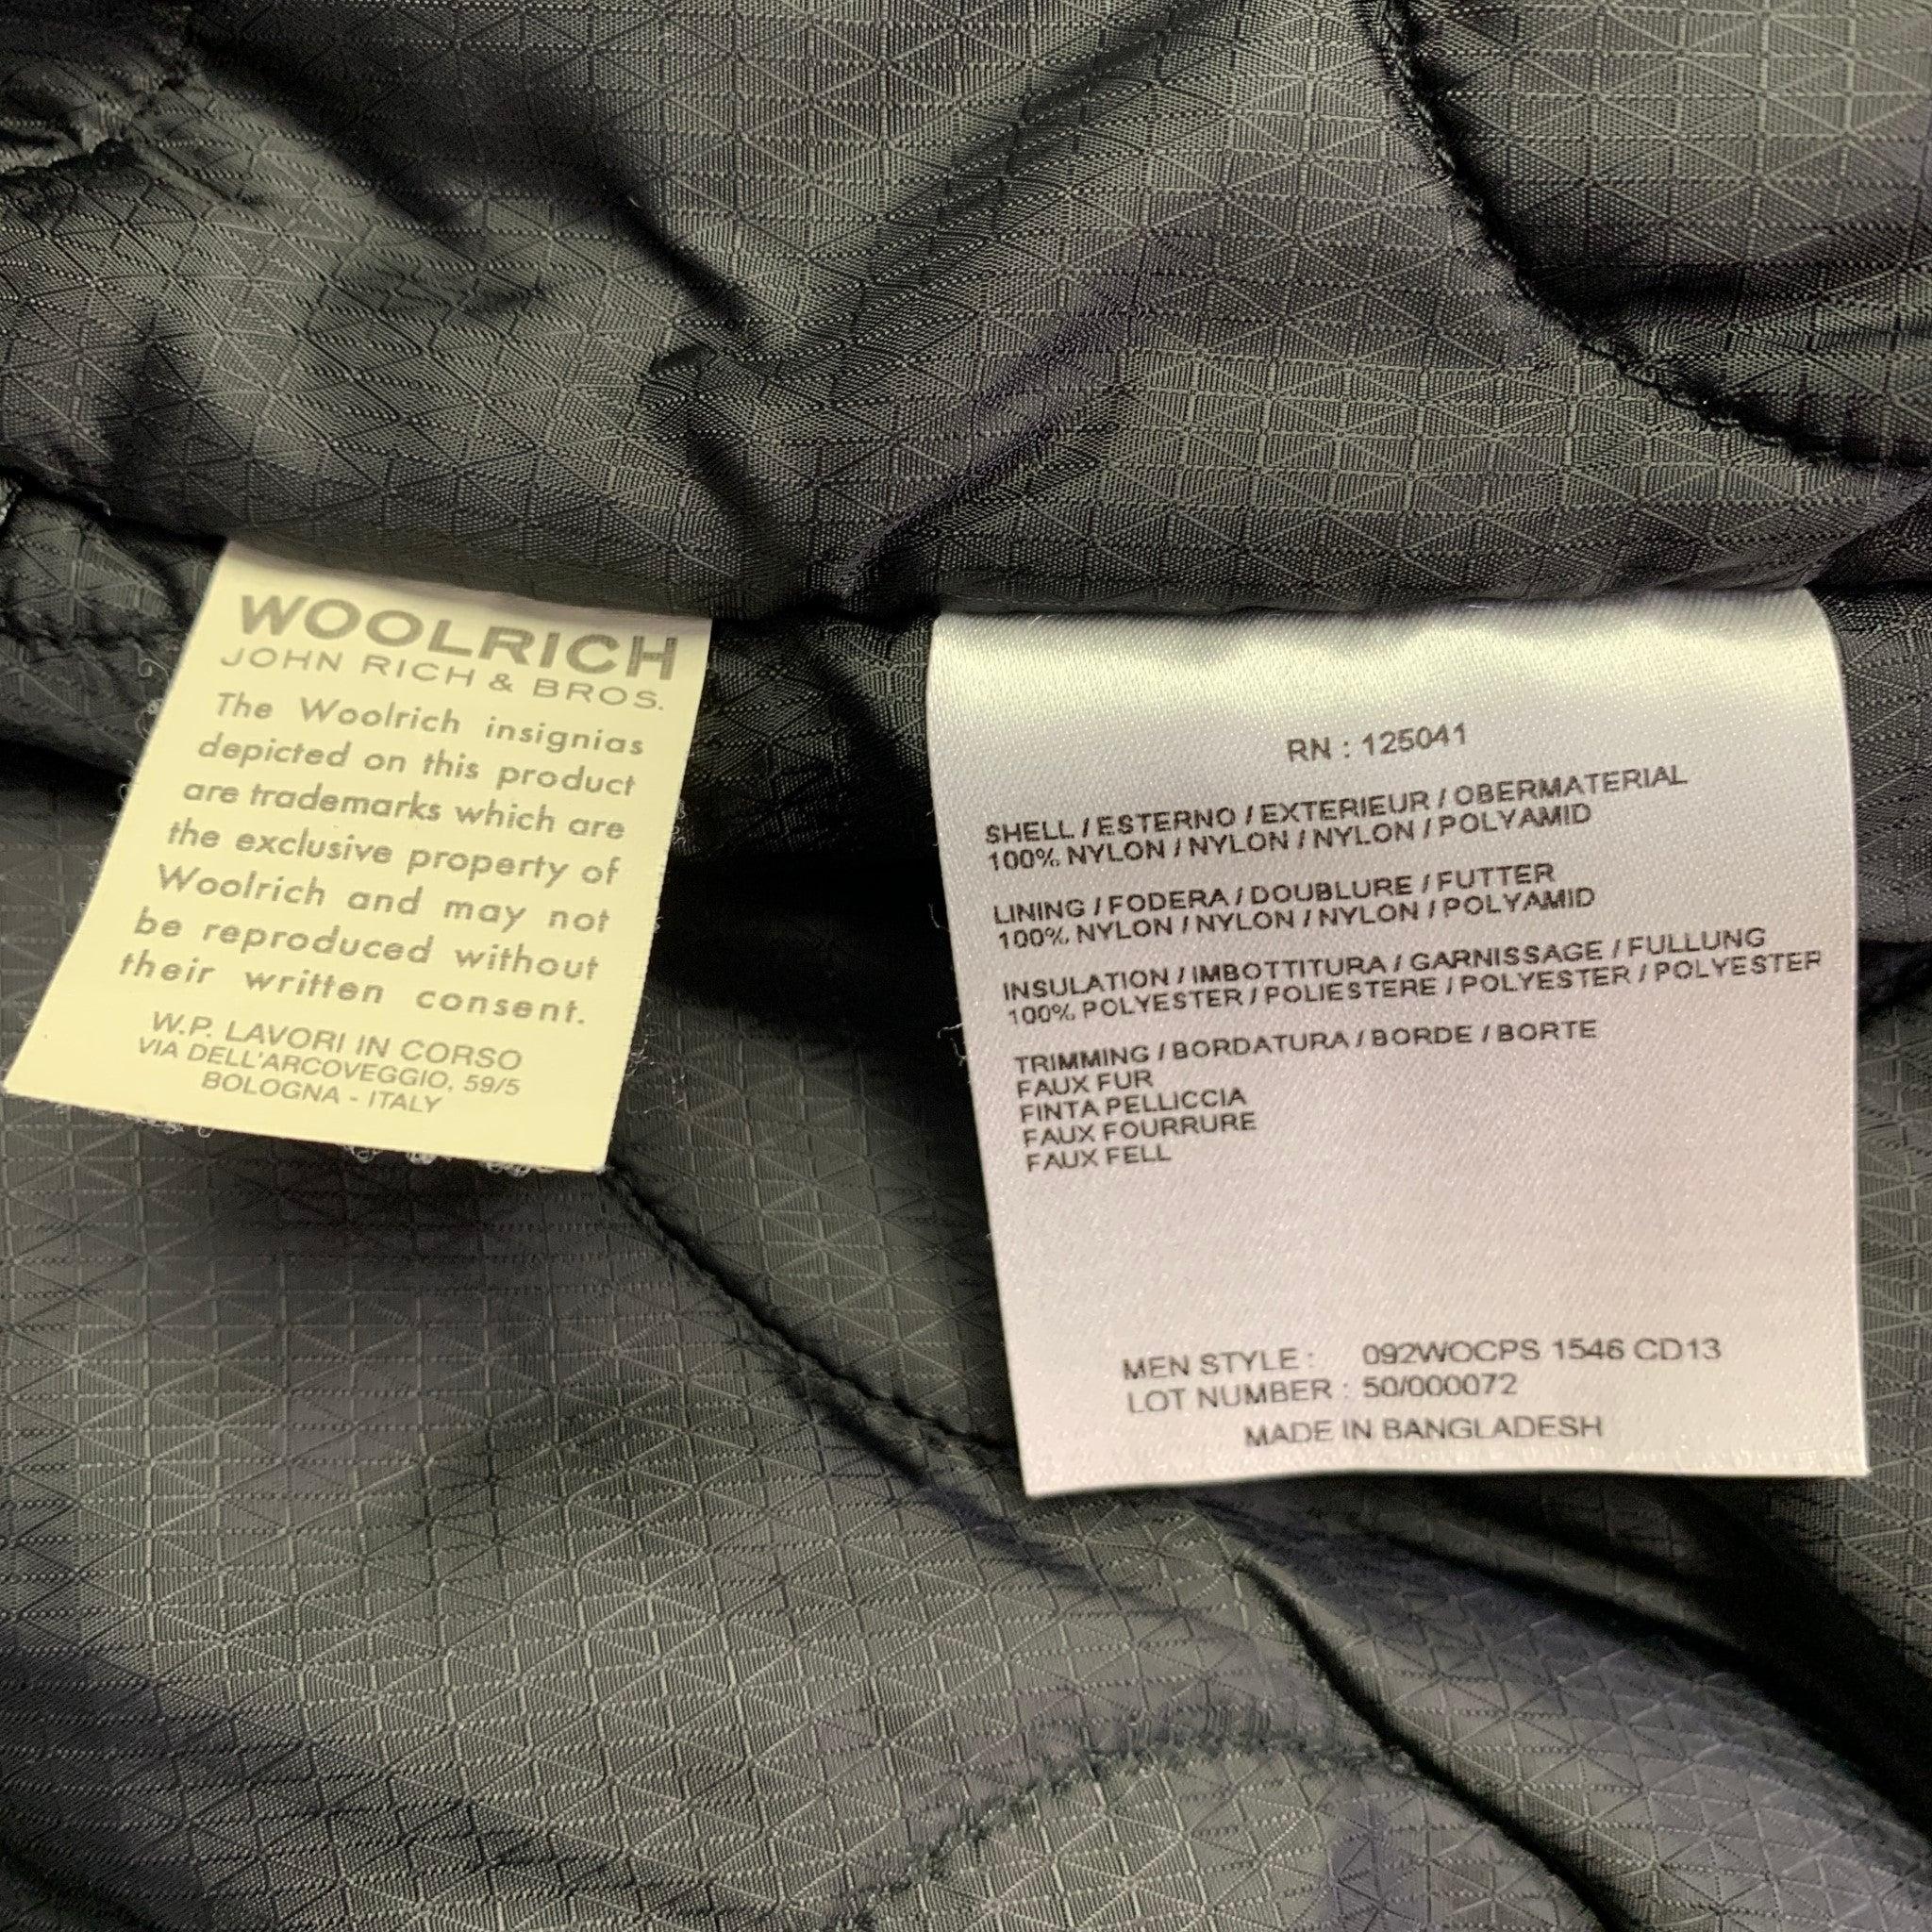 WOOLRICH
JOHN RICH & BROS.
The Woolrich insignias
depicted on this product
are trademarks which are
the exclusive property of
Woolrich and may not
be reproduced without
their written consent.
W.P. LAVORI IN CORSO
VIA DELL'ARCOVEGGIO, 59/5
BOLOGNA - ITALY
RN : 125041
SHELL / ESTERNO / EXTERIEUR / OBERMATERIAL
100% NYLON / NYLON / NYLON / POLYAMID
LINING / FODERA / DOUBLURE / FUTTER
100% NYLON / NYLON / NYLON / POLYAMID
INSULATION / IMBOTTITURA / GARNISSAGE / FULLUNG
100% POLYESTER / POLIESTERE / POLYESTER / POLYESTER
TRIMMING / BORDATURA / BORDE / BORTE
FAUX FUR
FINTA PELLICCIA
FAUX FOURRURE
FAUX FELL
MEN STYLE : 092WOCPS 1546 CD13
LOT NUMBER : 50/000072
MADE IN BANGLADESH